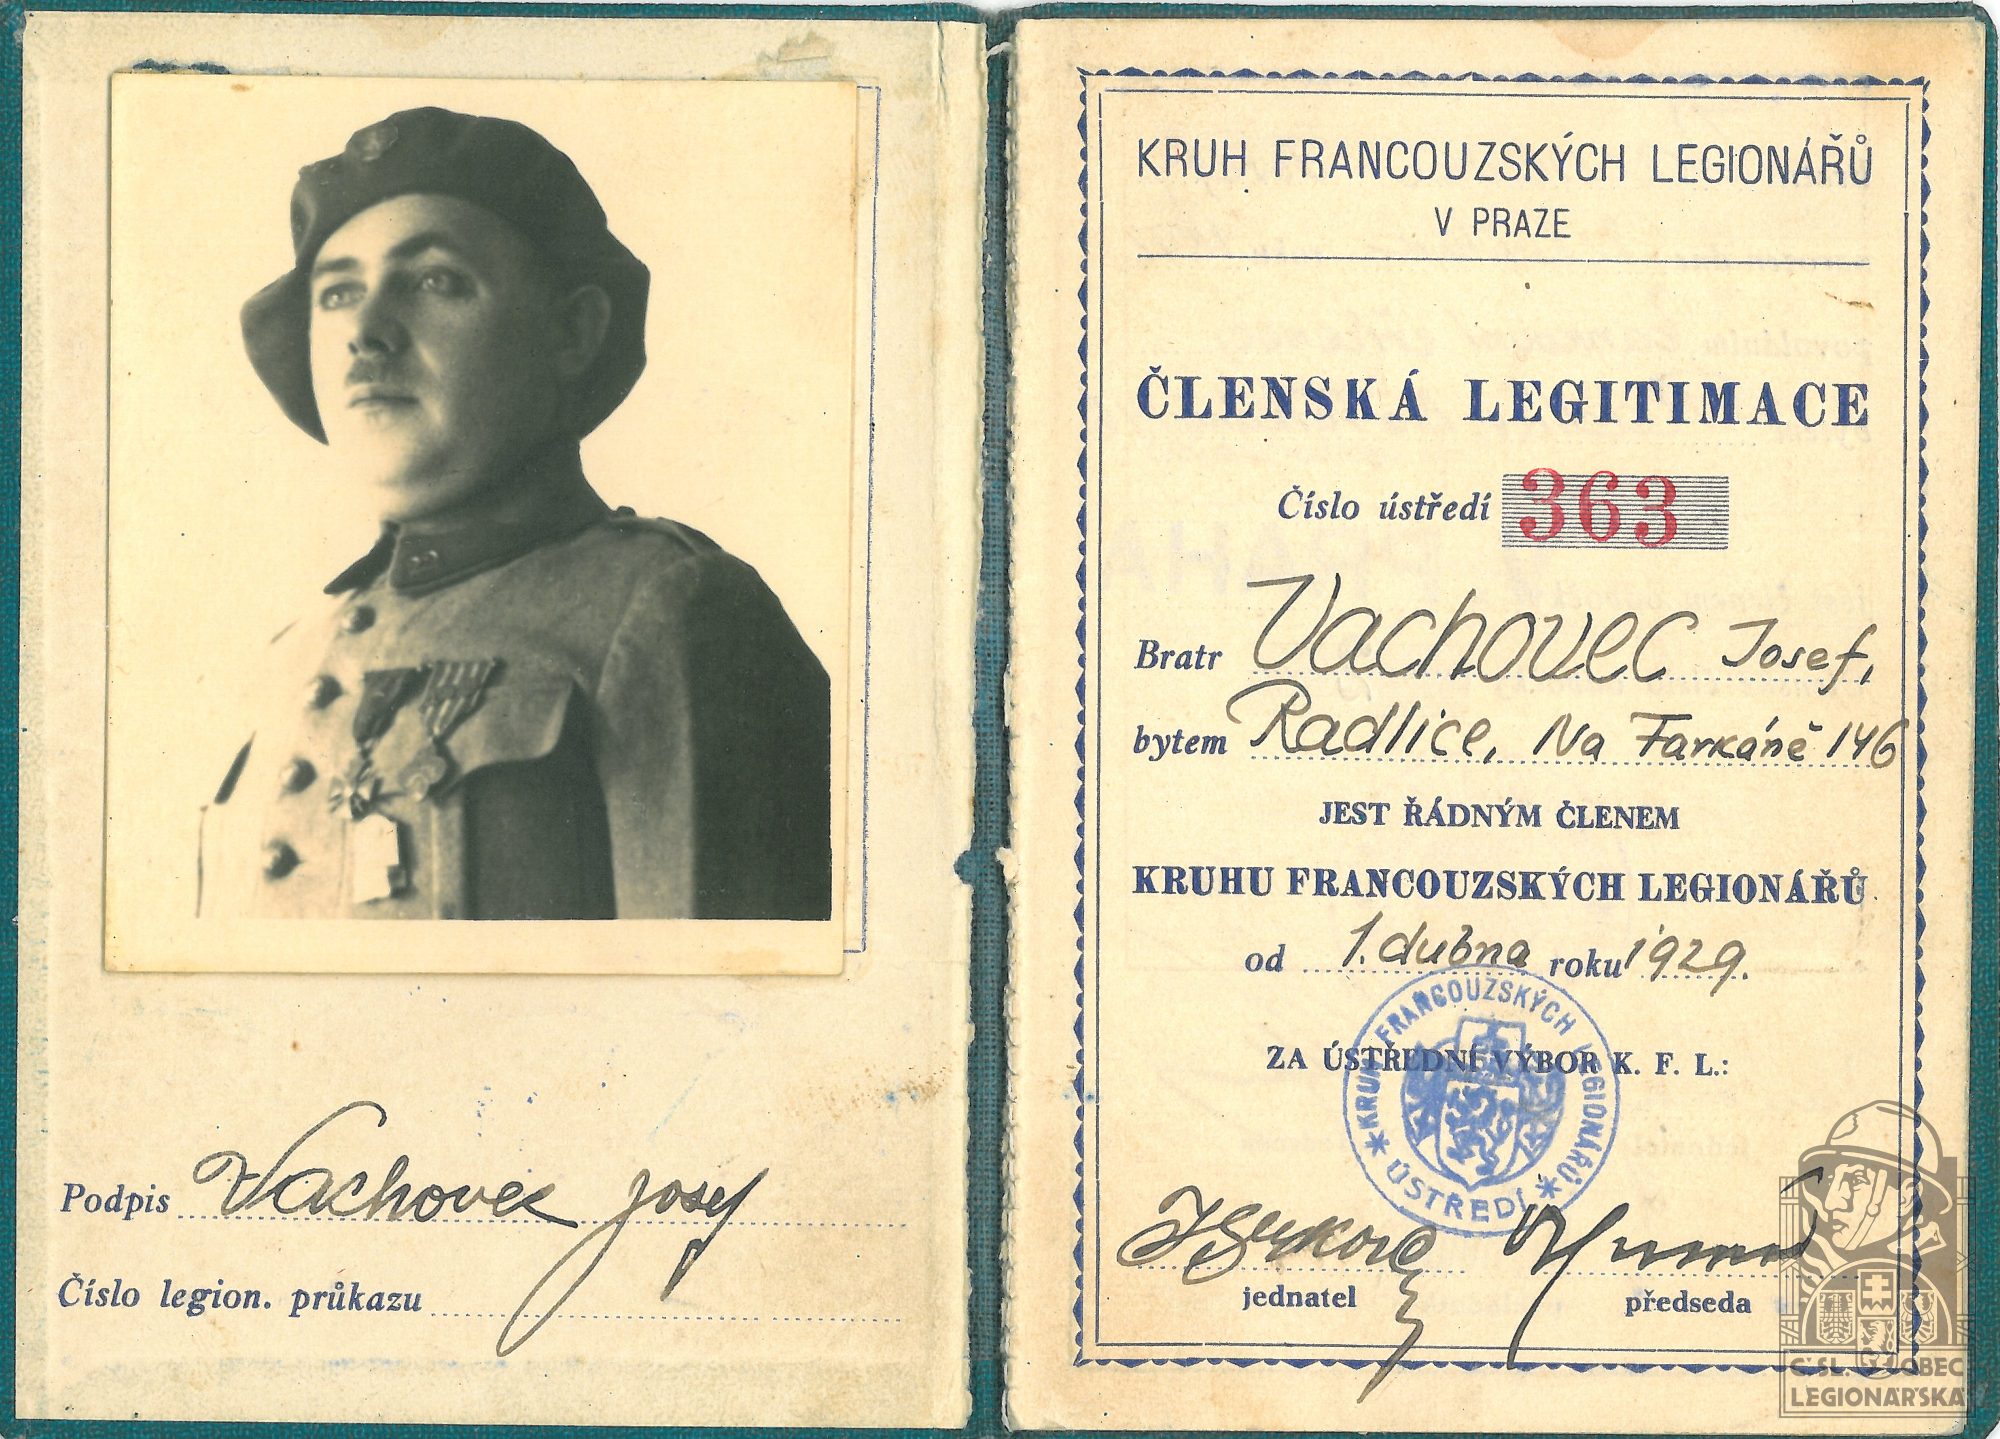 Podpis Vachovec Josef
Číslo legion. průkazu
KRUH FRANCOUZSKÝCH LEGIONÁŘŮ
V PRAZE
ČLENSKÁ LEGITIMACE
Číslo ústředí 363
Bratr Vachovec Josef,
bytem Radlice, Na Farkáně 146
JEST ŘÁDNÝM ČLENEM
KRUHU FRANCOUZSKÝCH LEGIONÁŘŮ
od 1. dubna roku 1929.
ZA ÚSTŘEDNÍ VÝBOR K. F. L.:
KRUH FRANCOUZSKÝCH LEGIONÁŘŮ
* ÚSTŘEDÍ *
jednatel předseda
Č.SL. OBEC
LEGIONÁŘSKÁ